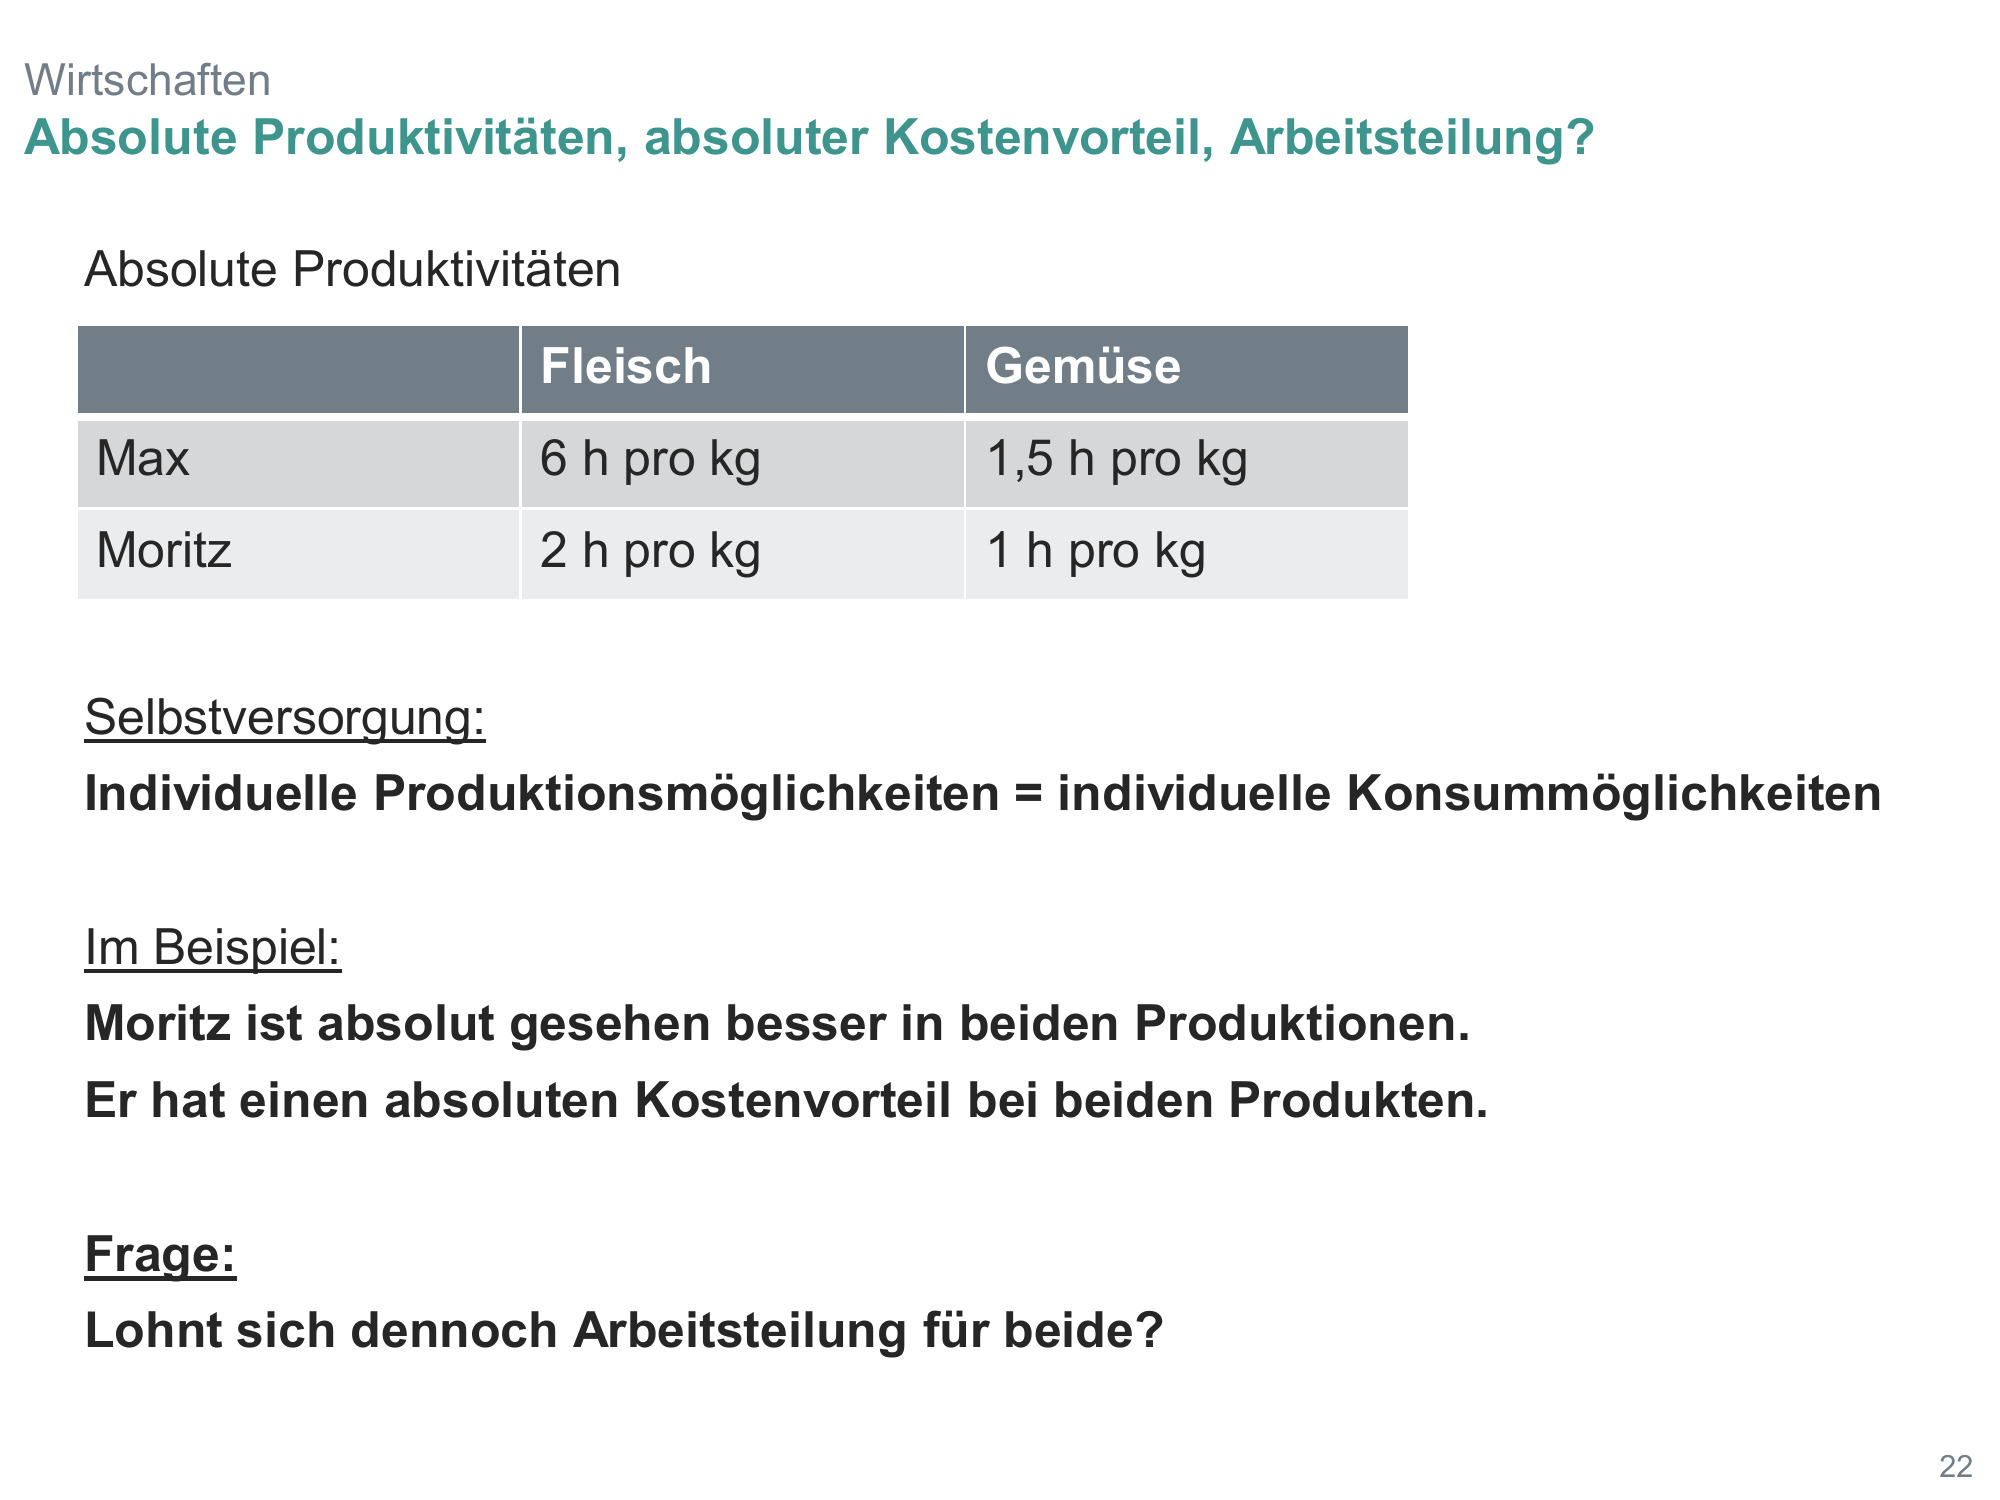 Wirtschaften
Absolute Produktivitäten, absoluter Kostenvorteil, Arbeitsteilung?
Absolute Produktivitäten
Fleisch Gemüse
Max 6 h pro kg 1,5 h pro kg
Moritz 2 h pro kg 1 h pro kg
Selbstversorgung:
Individuelle Produktionsmöglichkeiten = individuelle Konsummöglichkeiten
Im Beispiel:
Moritz ist absolut gesehen besser in beiden Produktionen.
Er hat einen absoluten Kostenvorteil bei beiden Produkten.
Frage:
Lohnt sich dennoch Arbeitsteilung für beide?
22